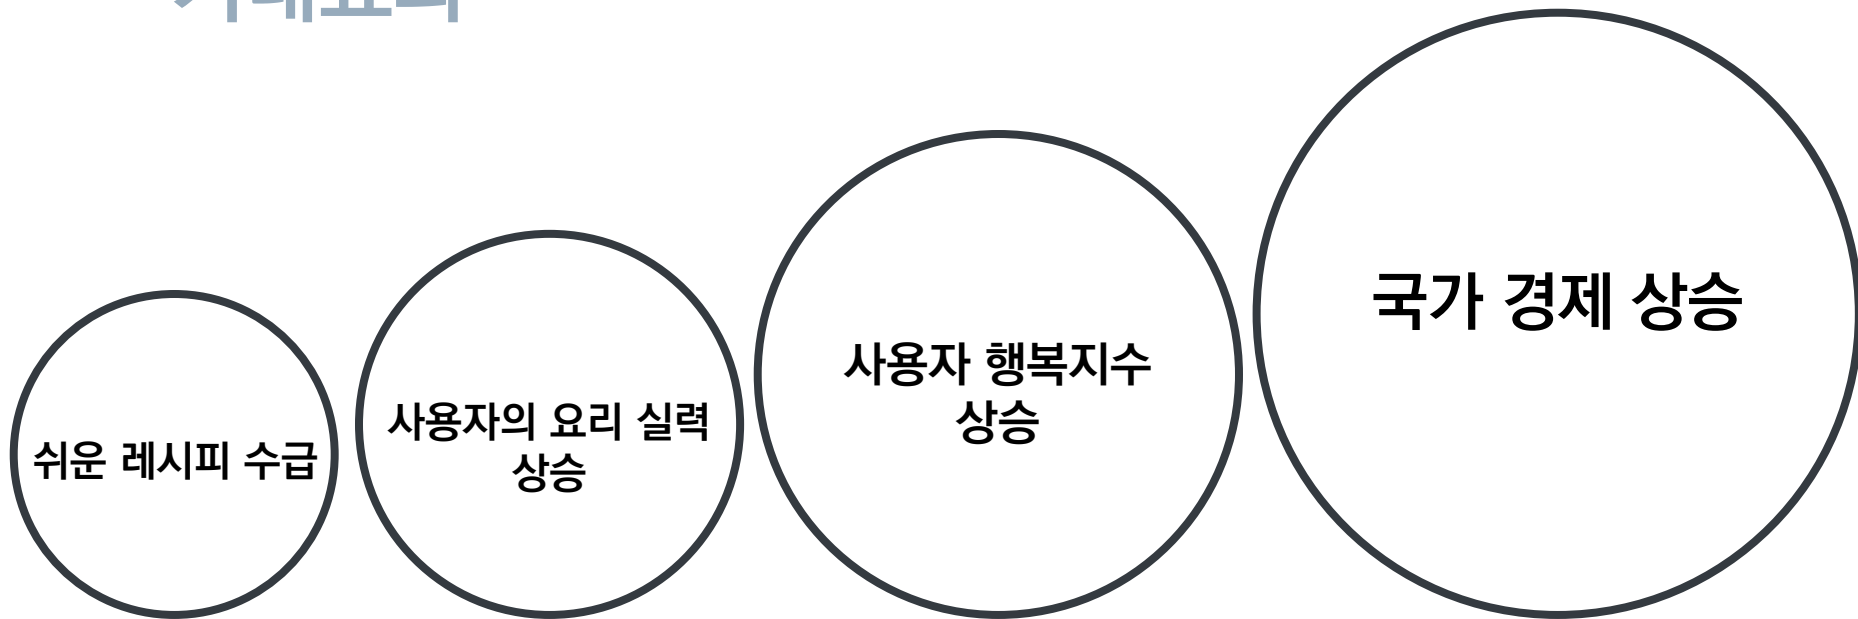 쉬운 레시피 수급
사용자의 요리 실력
상승
사용자 행복지수
상승
국가 경제 상승